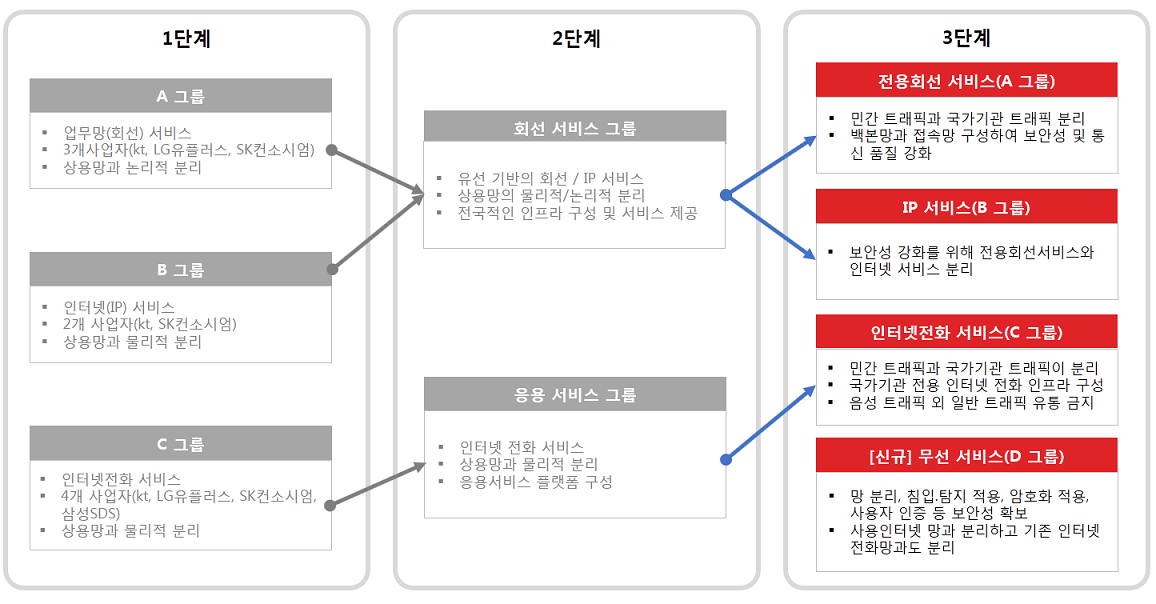 1단계
A 그룹
▪ 업무망(회선) 서비스
▪ 3개사업자(kt, LG유플러스, SK컨소시엄)
▪ 상용망과 논리적 분리
B 그룹
▪ 인터넷(IP) 서비스
▪ 2개 사업자(kt, SK컨소시엄)
▪ 상용망과 물리적 분리
C 그룹
▪ 인터넷전화 서비스
▪ 4개 사업자(kt, LG유플러스, SK컨소시엄,
삼성SDS)
▪ 상용망과 물리적 분리
2단계
회선 서비스 그룹
▪ 유선 기반의 회선 / IP 서비스
▪ 상용망의 물리적/논리적 분리
▪ 전국적인 인프라 구성 및 서비스 제공
응용 서비스 그룹
▪ 인터넷 전화 서비스
▪ 상용망과 물리적 분리
▪ 응용서비스 플랫폼 구성
3단계
전용회선 서비스(A 그룹)
▪ 민간 트래픽과 국가기관 트래픽 분리
▪ 백본망과 접속망 구성하여 보안성 및 통
신 품질 강화
IP 서비스(B 그룹)
▪ 보안성 강화를 위해 전용회선서비스와
인터넷 서비스 분리
인터넷전화 서비스(C 그룹)
▪ 민간 트래픽과 국가기관 트래픽이 분리
▪ 국가기관 전용 인터넷 전화 인프라 구성
▪ 음성 트래픽 외 일반 트래픽 유통 금지
[신규] 무선 서비스(D 그룹)
▪ 망 분리, 침입.탐지 적용, 암호화 적용,
사용자 인증 등 보안성 확보
▪ 사용인터넷 망과 분리하고 기존 인터넷
전화망과도 분리